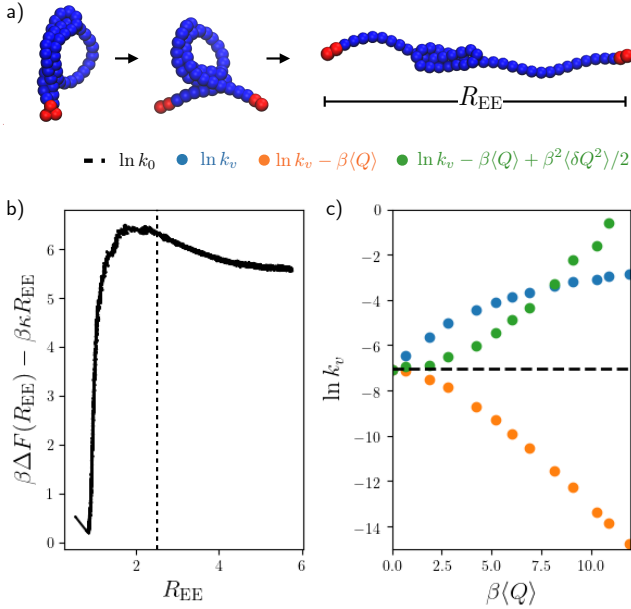 a)
R_EE
ln k_0 ln k_v ln k_v − β⟨Q⟩ ln k_v − β⟨Q⟩ + β²⟨δQ²⟩/2
b)
βΔF(R_EE) − βκR_EE
6
5
4
3
2
1
0
2
4
6
R_EE
c)
ln k_v
0
−2
−4
−6
−8
−10
−12
−14
0.0
2.5
5.0
7.5
10.0
β⟨Q⟩